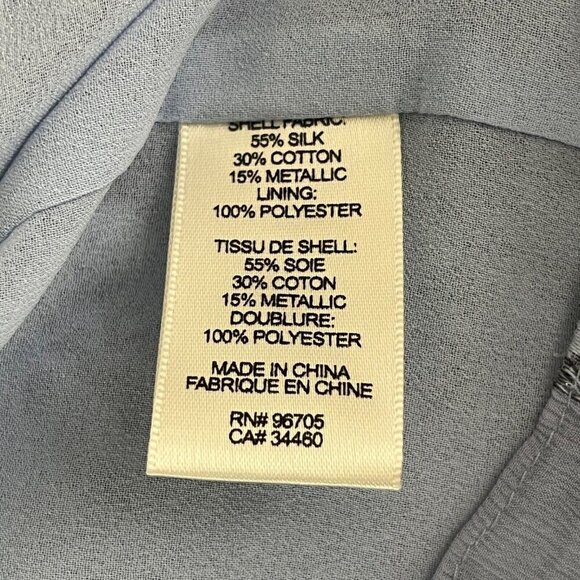 SHELL FABRIC:
55% SILK
30% COTTON
15% METALLIC
LINING:
100% POLYESTER
TISSU DE SHELL:
55% SOIE
30% COTON
15% METALLIC
DOUBLURE:
100% POLYESTER
MADE IN CHINA
FABRIQUE EN CHINE
RN# 96705
CA# 34460